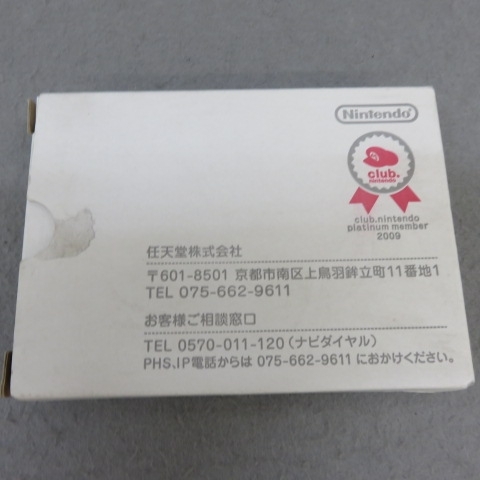 Nintendo
club.
nintendo
club.nintendo
platinum member
2009
任天堂株式会社
〒601-8501 京都市南区上鳥羽鉾立町11番地1
TEL 075-662-9611
お客様ご相談窓口
TEL 0570-011-120(ナビダイヤル)
PHS.IP電話からは 075-662-9611 におかけください。